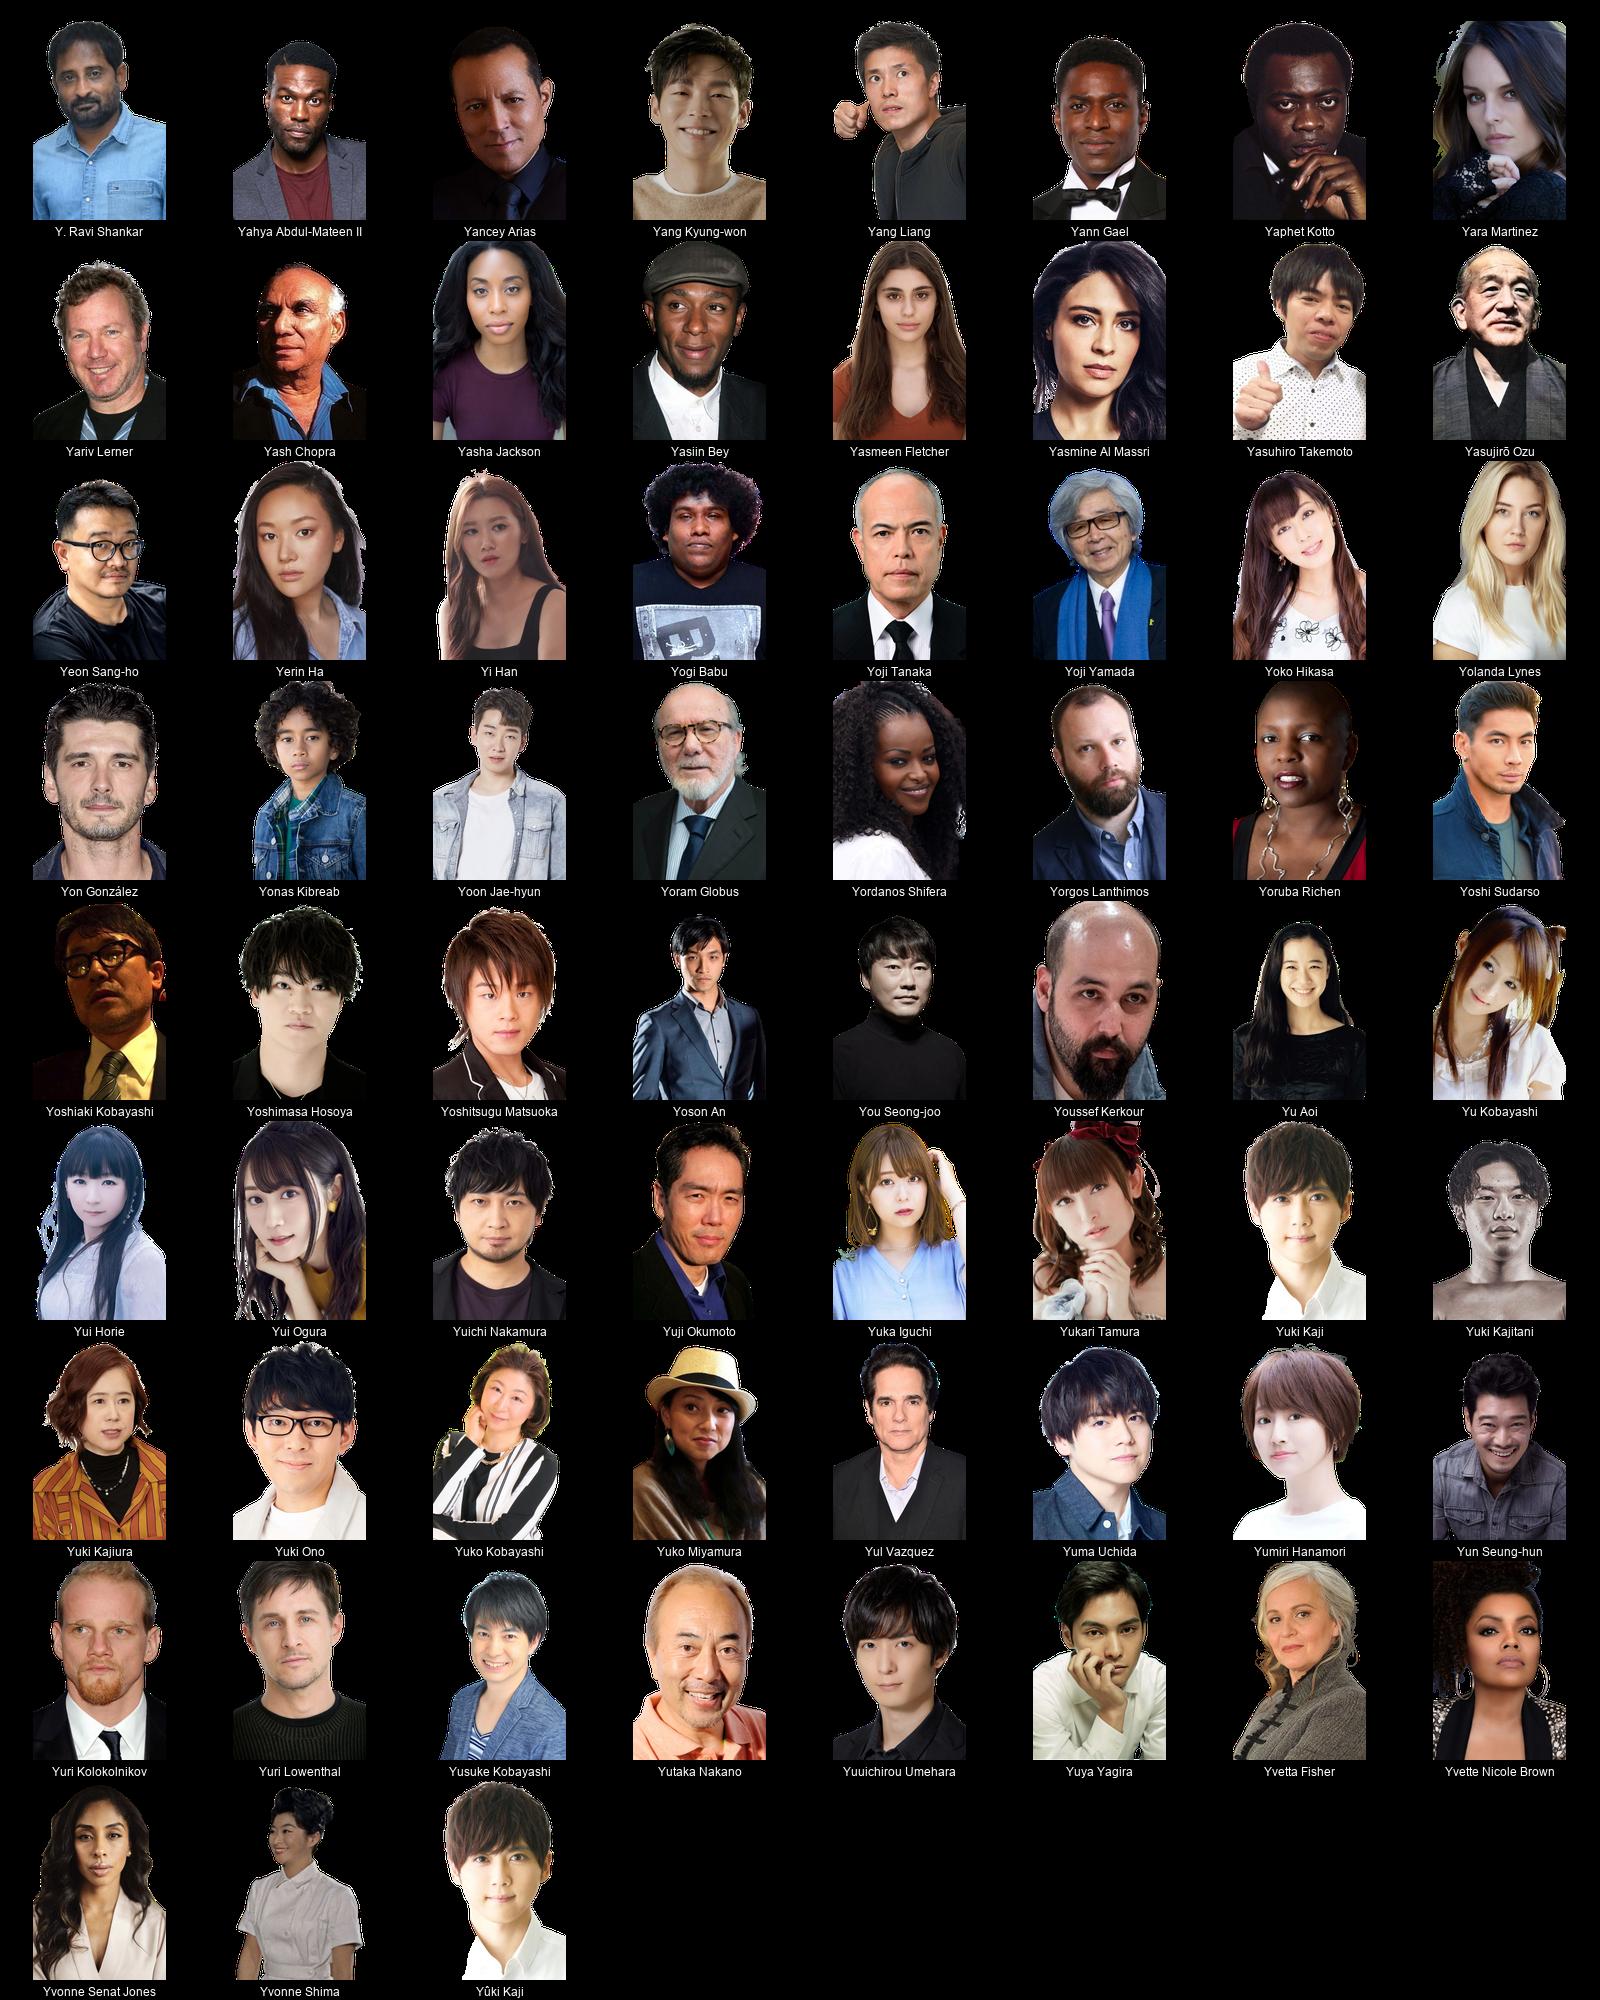 Y. Ravi Shankar
Yahya Abdul-Mateen II
Yancey Arias
Yang Kyung-won
Yang Liang
Yann Gael
Yaphet Kotto
Yara Martinez
Yariv Lerner
Yash Chopra
Yasha Jackson
Yasiin Bey
Yasmeen Fletcher
Yasmine Al Massri
Yasuhiro Takemoto
Yasujirō Ozu
Yeon Sang-ho
Yerin Ha
Yi Han
Yogi Babu
Yoji Tanaka
Yoji Yamada
Yoko Hikasa
Yolanda Lynes
Yon González
Yonas Kibreab
Yoon Jae-hyun
Yoram Globus
Yordanos Shifera
Yorgos Lanthimos
Yoruba Richen
Yoshi Sudarso
Yoshiaki Kobayashi
Yoshimasa Hosoya
Yoshitsugu Matsuoka
Yoson An
You Seong-joo
Youssef Kerkour
Yu Aoi
Yu Kobayashi
Yui Horie
Yui Ogura
Yuichi Nakamura
Yuji Okumoto
Yuka Iguchi
Yukari Tamura
Yuki Kaji
Yuki Kajitani
Yuki Kajiura
Yuki Ono
Yuko Kobayashi
Yuko Miyamura
Yul Vazquez
Yuma Uchida
Yumiri Hanamori
Yun Seung-hun
Yuri Kolokolnikov
Yuri Lowenthal
Yusuke Kobayashi
Yutaka Nakano
Yuuichirou Umehara
Yuya Yagira
Yvetta Fisher
Yvette Nicole Brown
Yvonne Senat Jones
Yvonne Shima
Yûki Kaji